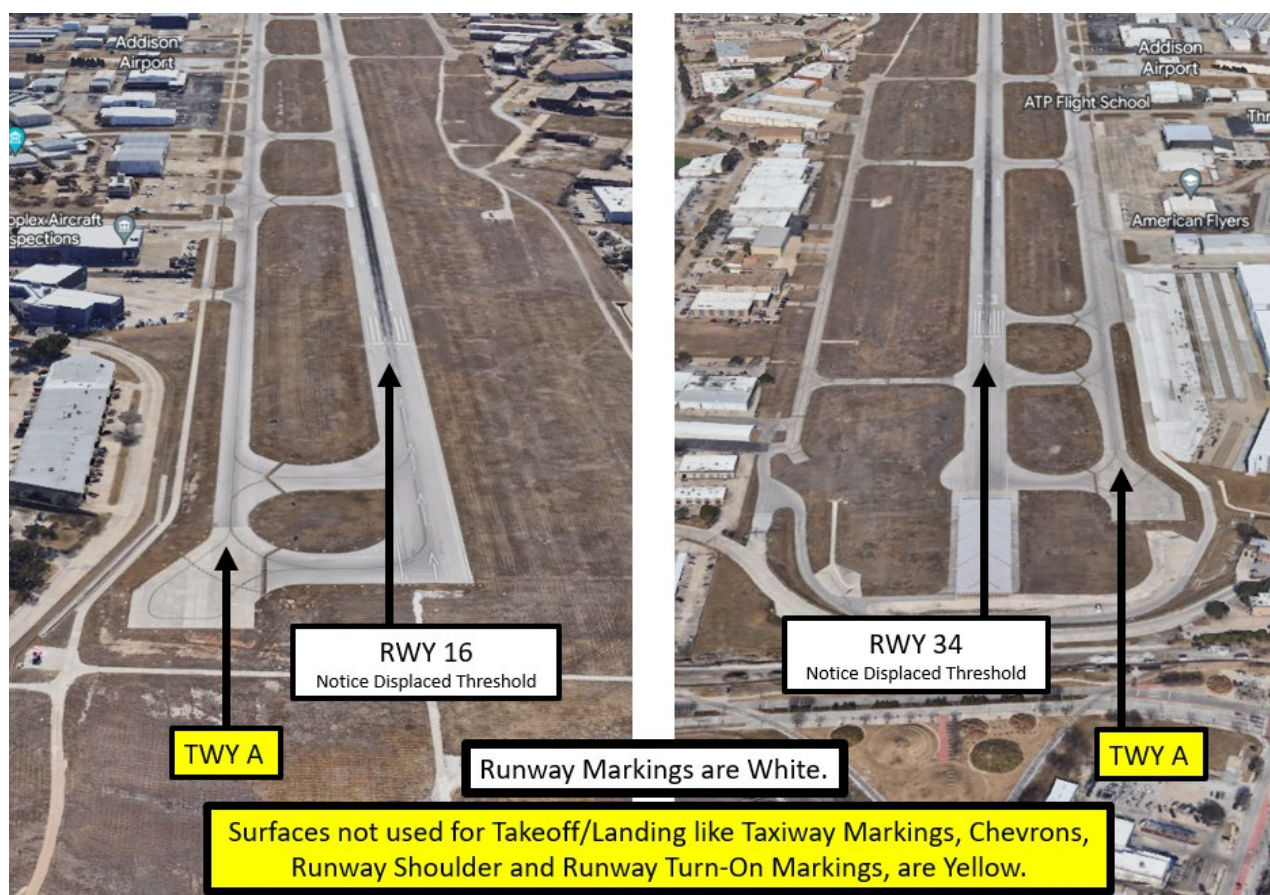 Addison
Airport
oplex Aircraft
spections
RWY 16
Notice Displaced Threshold
TWY A
Addison
Airport
ATP Flight School
Thr
American Flyers
RWY 34
Notice Displaced Threshold
TWY A
Runway Markings are White.
Surfaces not used for Takeoff/Landing like Taxiway Markings, Chevrons,
Runway Shoulder and Runway Turn-On Markings, are Yellow.